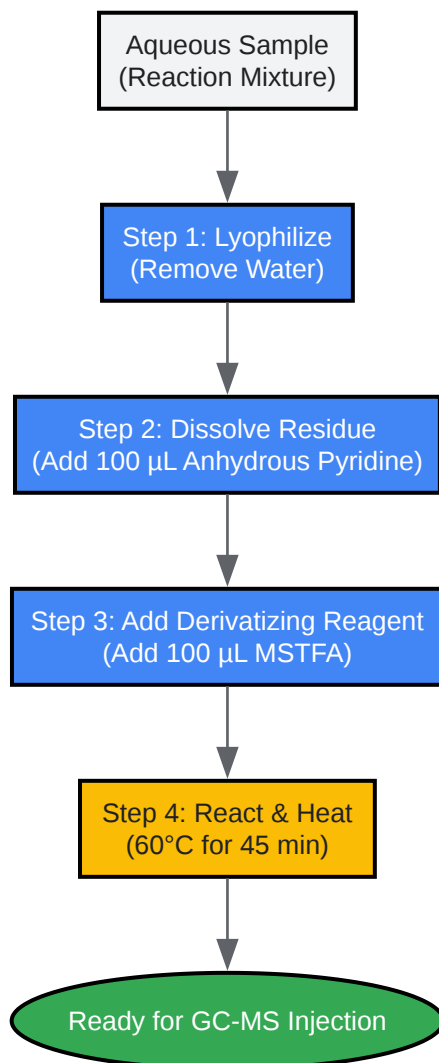 Aqueous Sample
(Reaction Mixture)
Step 1: Lyophilize
(Remove Water)
Step 2: Dissolve Residue
(Add 100 µL Anhydrous Pyridine)
Step 3: Add Derivatizing Reagent
(Add 100 µL MSTFA)
Step 4: React & Heat
(60°C for 45 min)
Ready for GC-MS Injection